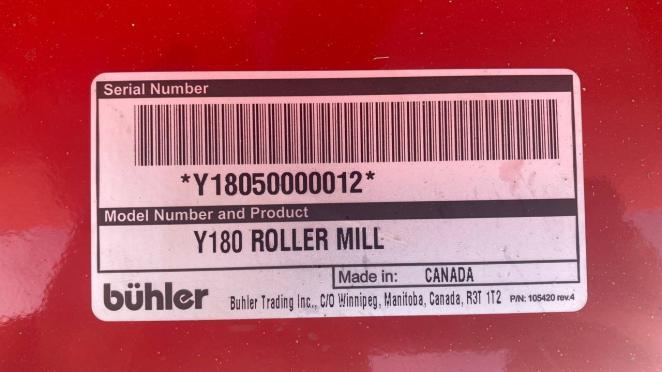 Serial Number
*Y18050000012*
Model Number and Product
Y180 ROLLER MILL
Made in: CANADA
bühler
Buhler Trading Inc., C/O Winnipeg, Manitoba, Canada, R3T 1T2 P/N: 105420 rev.4